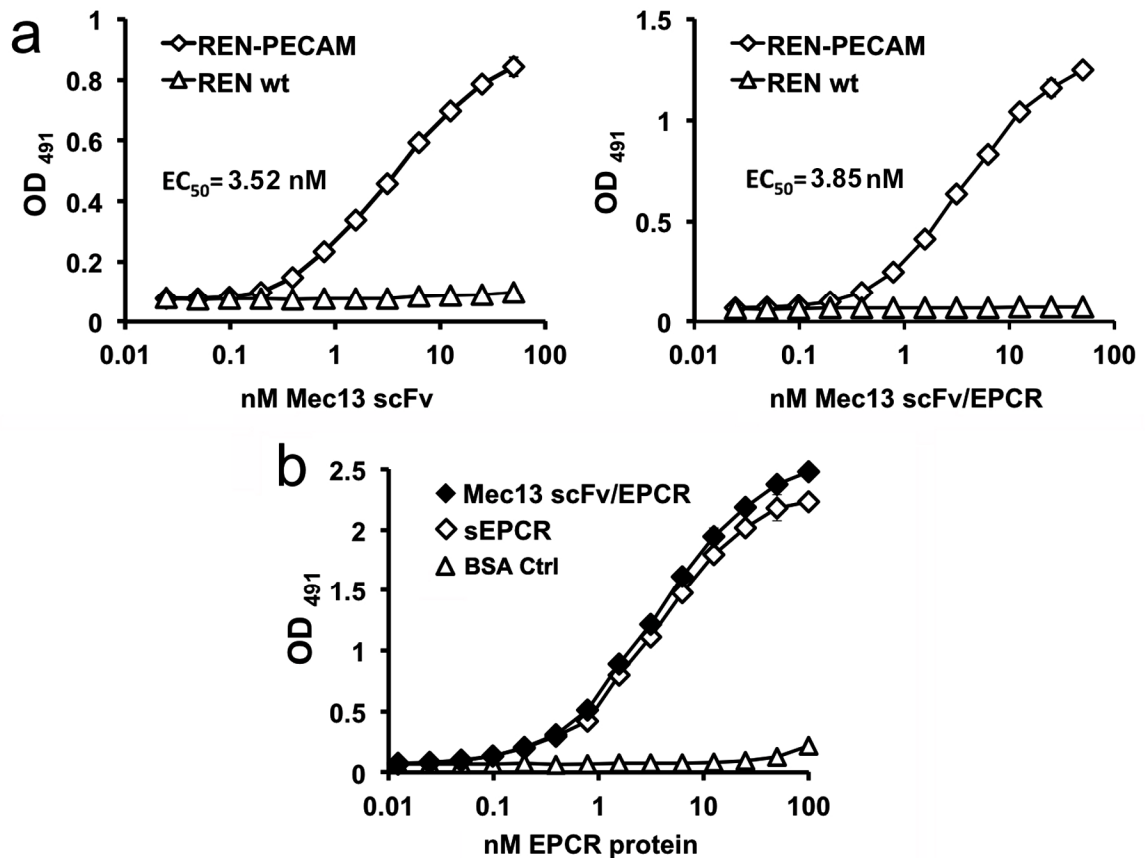 a
1
0.8
0.6
0.4
0.2
0
OD 491
REN-PECAM
REN wt
EC50= 3.52 nM
0.01 0.1 1 10 100
nM Mec13 scFv
1.5
1
0.5
0
OD 491
REN-PECAM
REN wt
EC50= 3.85 nM
0.01 0.1 1 10 100
nM Mec13 scFv/EPCR
b
2.5
2
1.5
1
0.5
0
OD 491
Mec13 scFv/EPCR
sEPCR
BSA Ctrl
0.01 0.1 1 10 100
nM EPCR protein